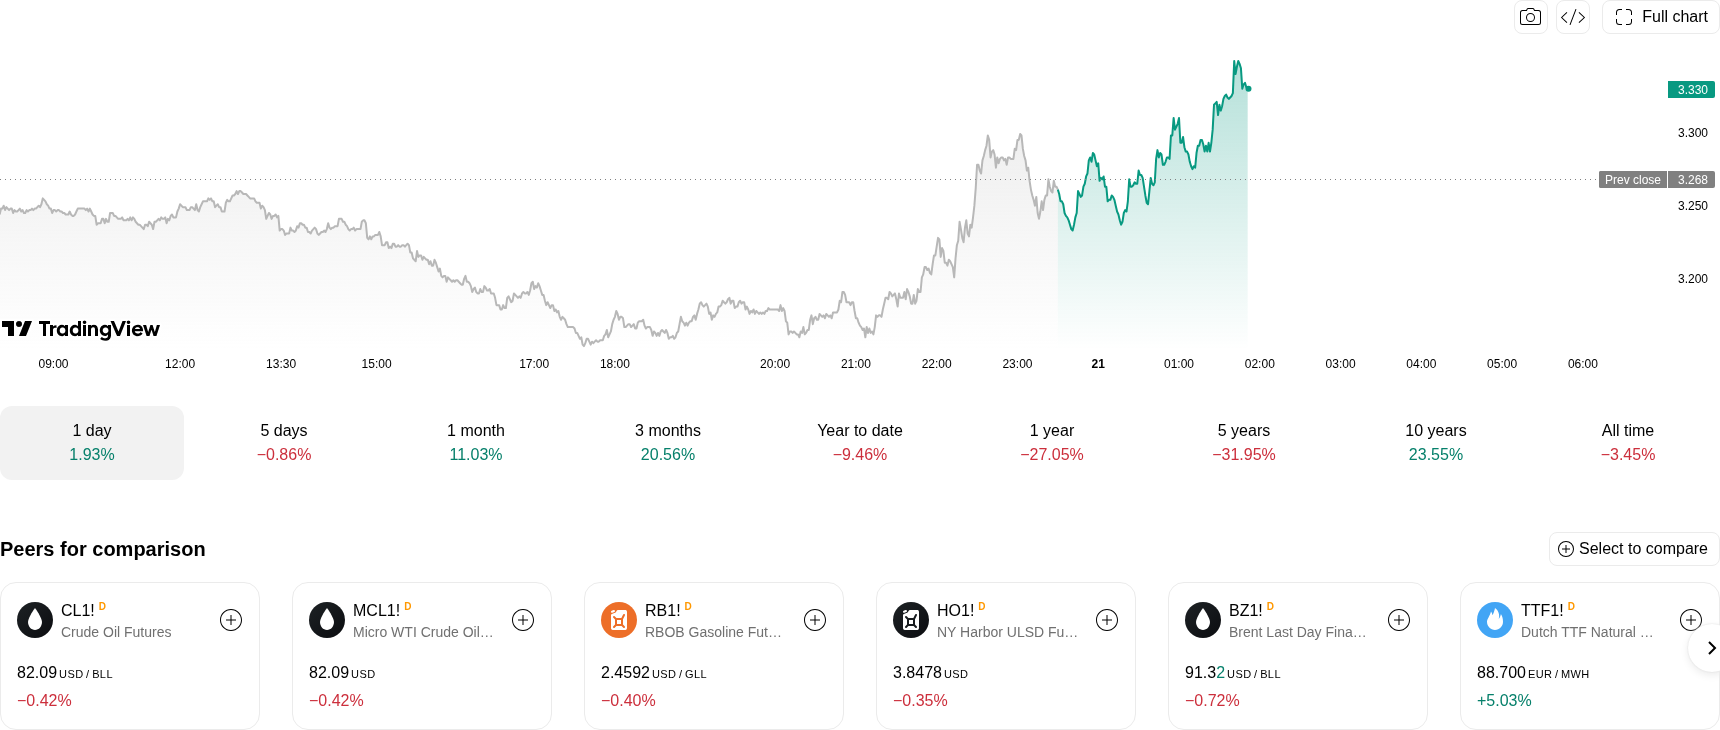 Full chart
3.330
3.300
Prev close 3.268
3.250
3.200
TradingView
09:00 12:00 13:30 15:00 17:00 18:00 20:00 21:00 22:00 23:00 21 01:00 02:00 03:00 04:00 05:00 06:00
1 day 5 days 1 month 3 months Year to date 1 year 5 years 10 years All time
1.93% −0.86% 11.03% 20.56% −9.46% −27.05% −31.95% 23.55% −3.45%
Peers for comparison
Select to compare
CL1! D
Crude Oil Futures
82.09 USD / BLL
−0.42%
MCL1! D
Micro WTI Crude Oil…
82.09 USD
−0.42%
RB1! D
RBOB Gasoline Fut…
2.4592 USD / GLL
−0.40%
HO1! D
NY Harbor ULSD Fu…
3.8478 USD
−0.35%
BZ1! D
Brent Last Day Fina…
91.32 USD / BLL
−0.72%
TTF1! D
Dutch TTF Natural …
88.700 EUR / MWH
+5.03%